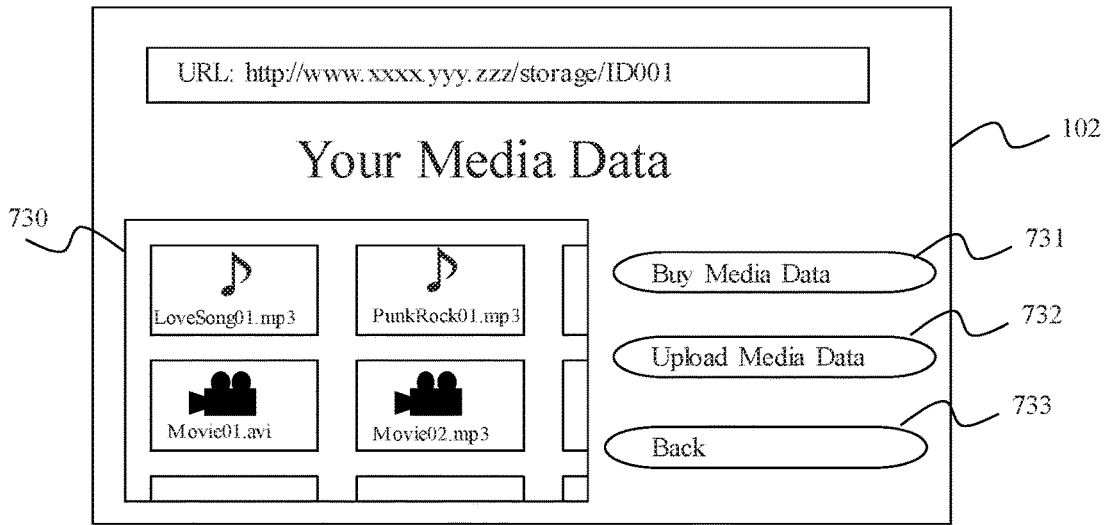 URL: http://www.xxxx.yyy.zzz/storage/ID001
102
Your Media Data
730
731
Buy Media Data
LoveSong01.mp3
PunkRock01.mp3
732
Upload Media Data
733
Movie01.avi
Movie02.mp3
Back